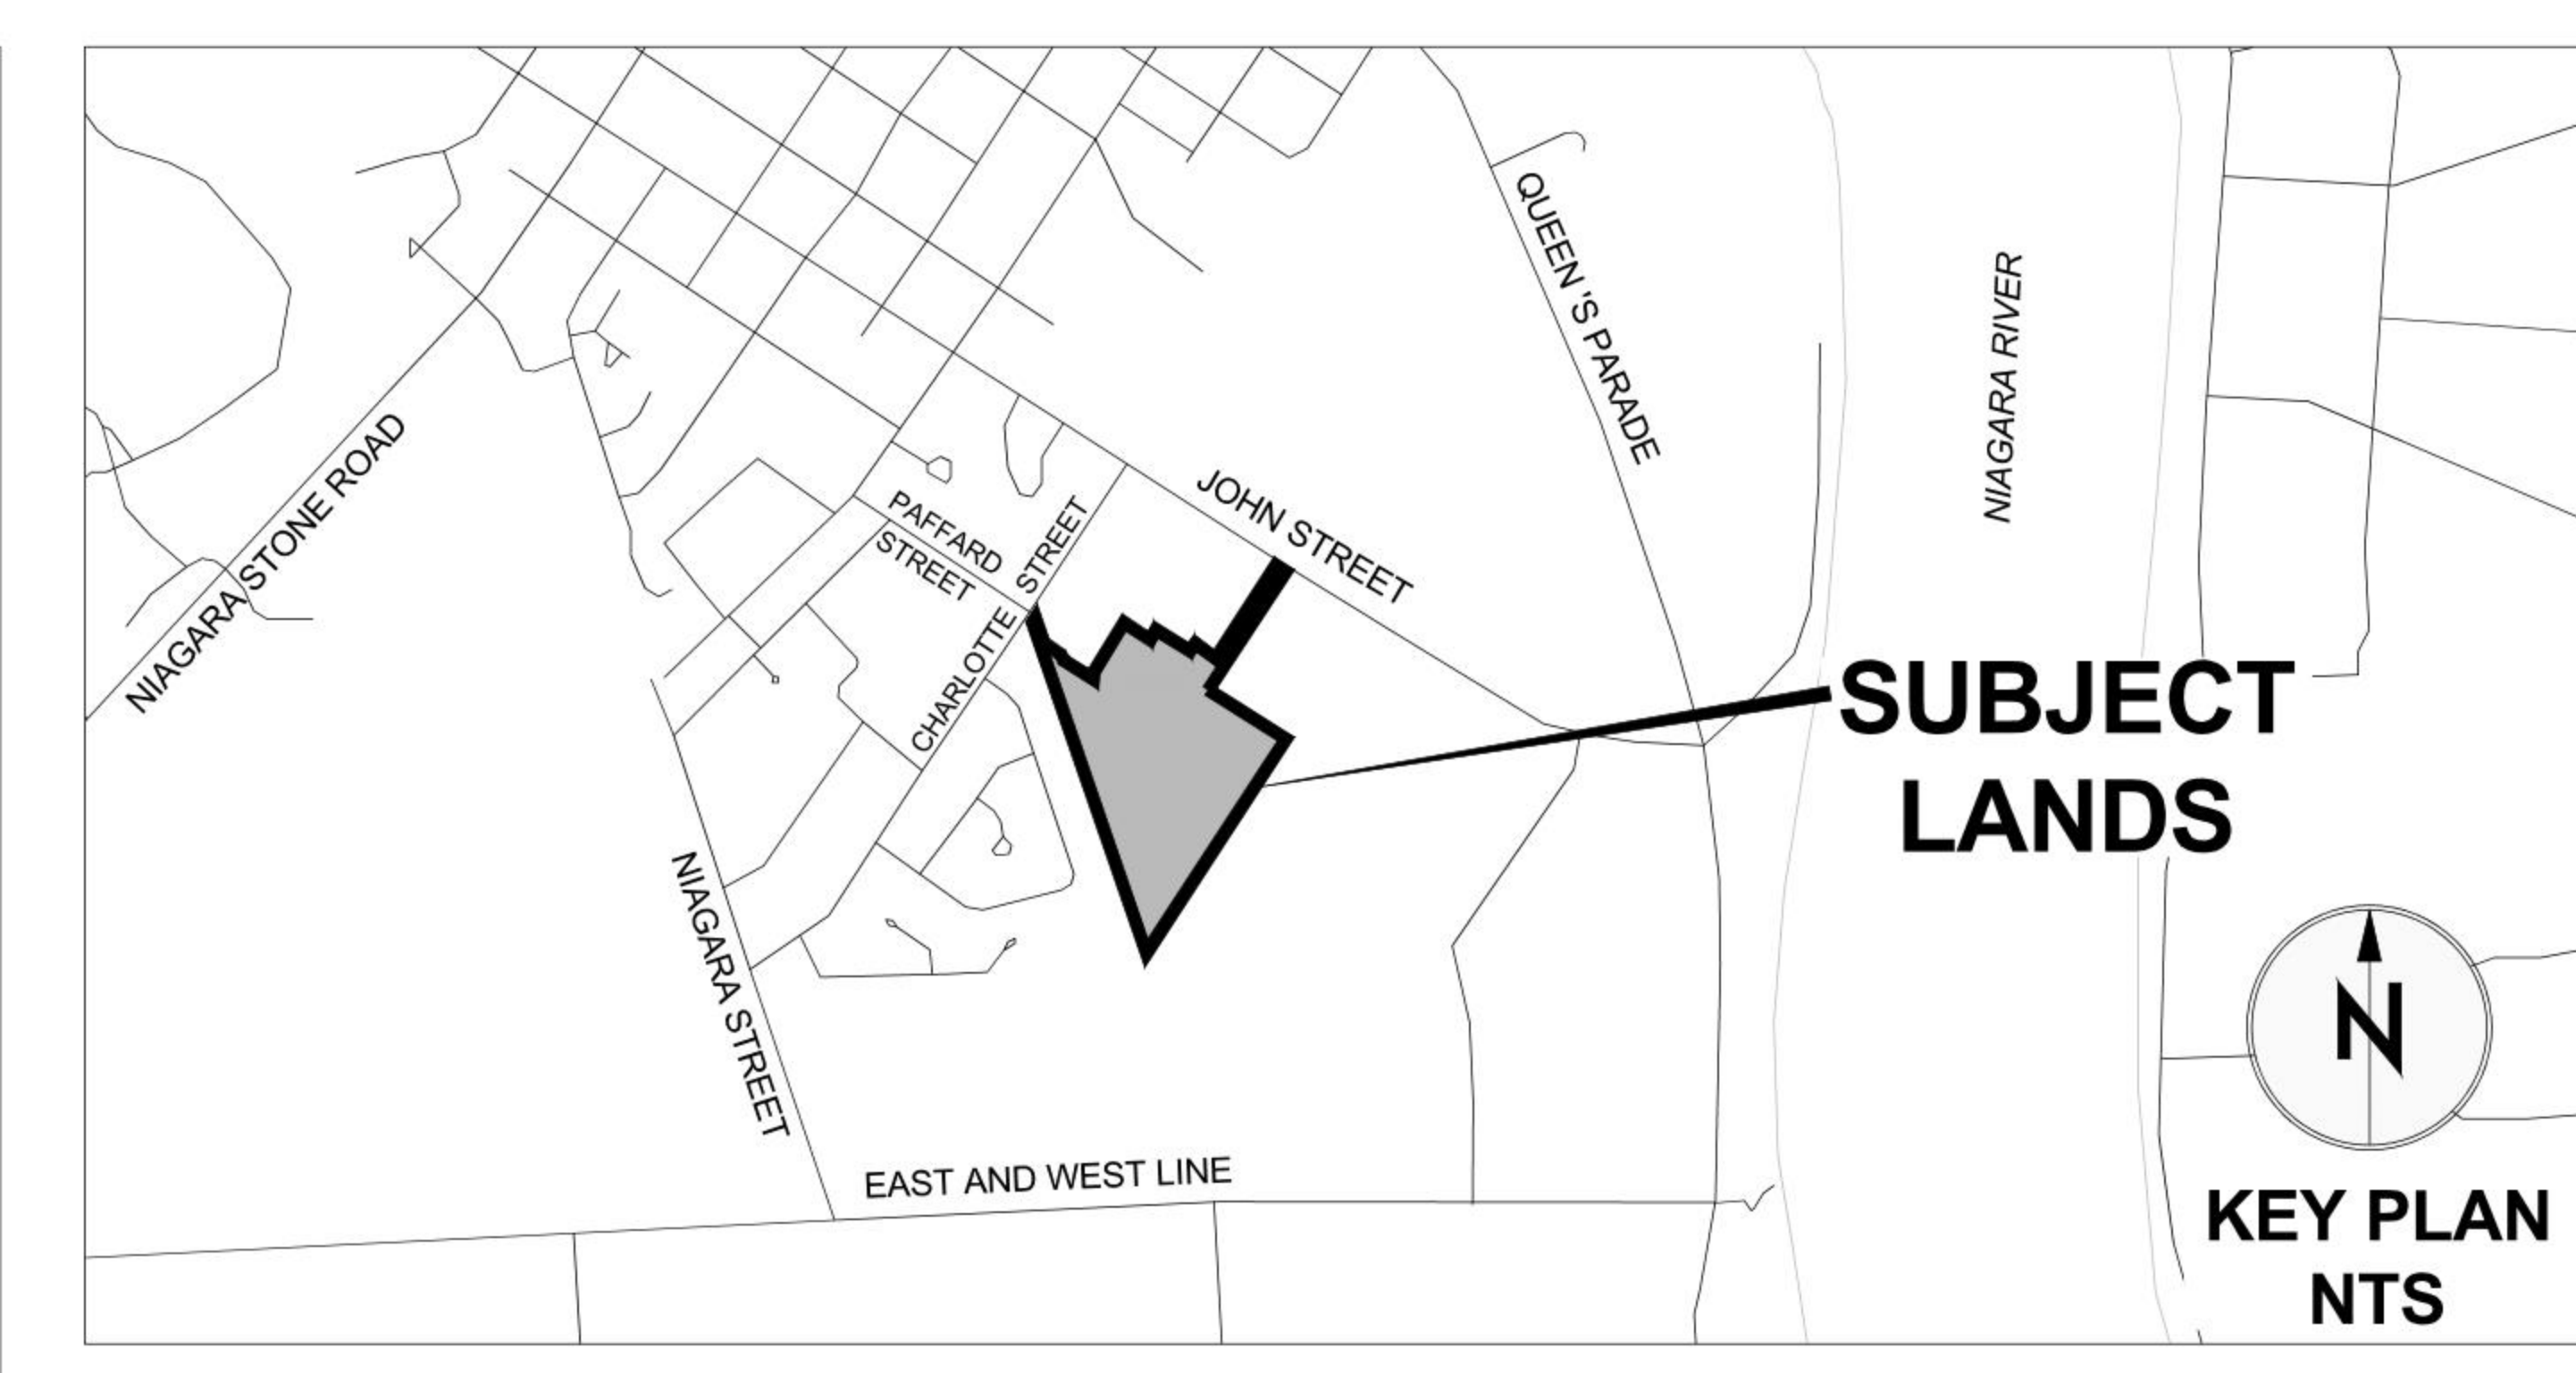 QUEEN'S PARADE
NIAGARA RIVER
NIAGARA STONE ROAD
JOHN STREET
PAFFARD
STREET
CHARLOTTE STREET
SUBJECT
LANDS
NIAGARA STREET
N
EAST AND WEST LINE
KEY PLAN
NTS